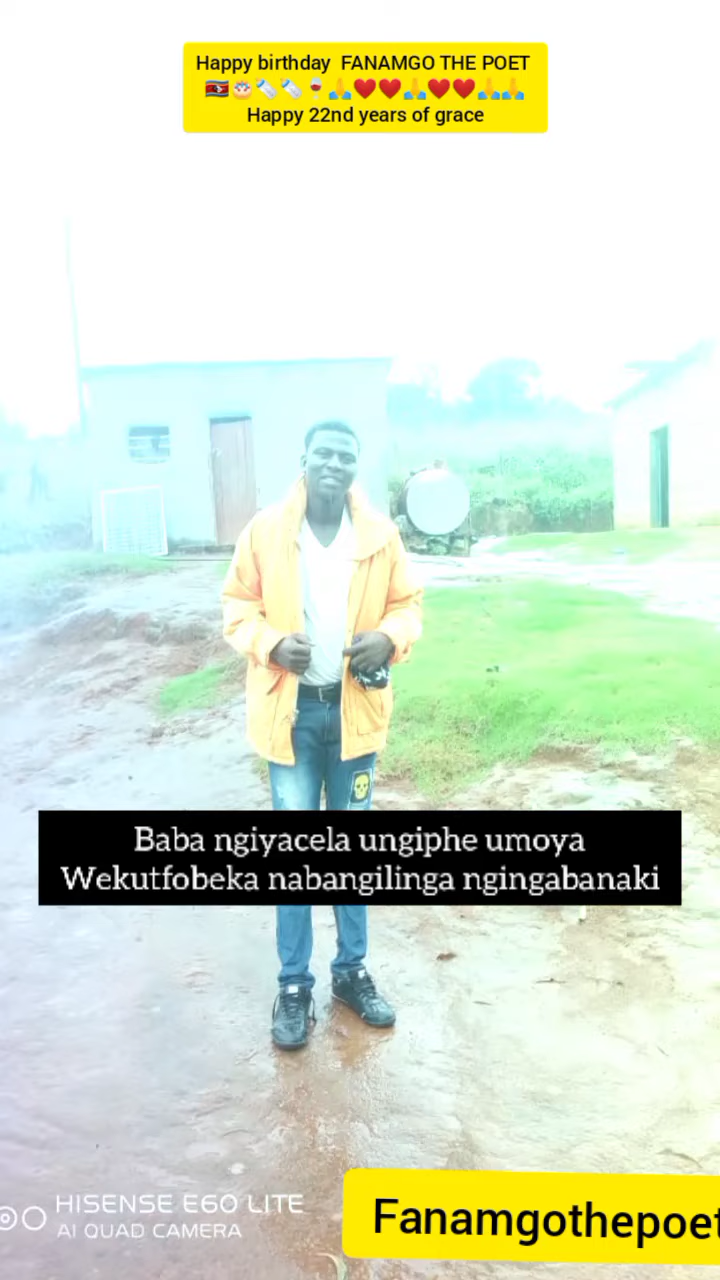 Happy birthday FANAMGO THE POET
🇸🇿🎂🍼🍼🍷🙏❤️❤️🙏❤️❤️🙏🙏
Happy 22nd years of grace
Baba ngiyacela ungiphe umoya
Wekutfobeka nabangilinga ngingabanaki
HISENSE E60 LITE
AI QUAD CAMERA
Fanamgothepoet